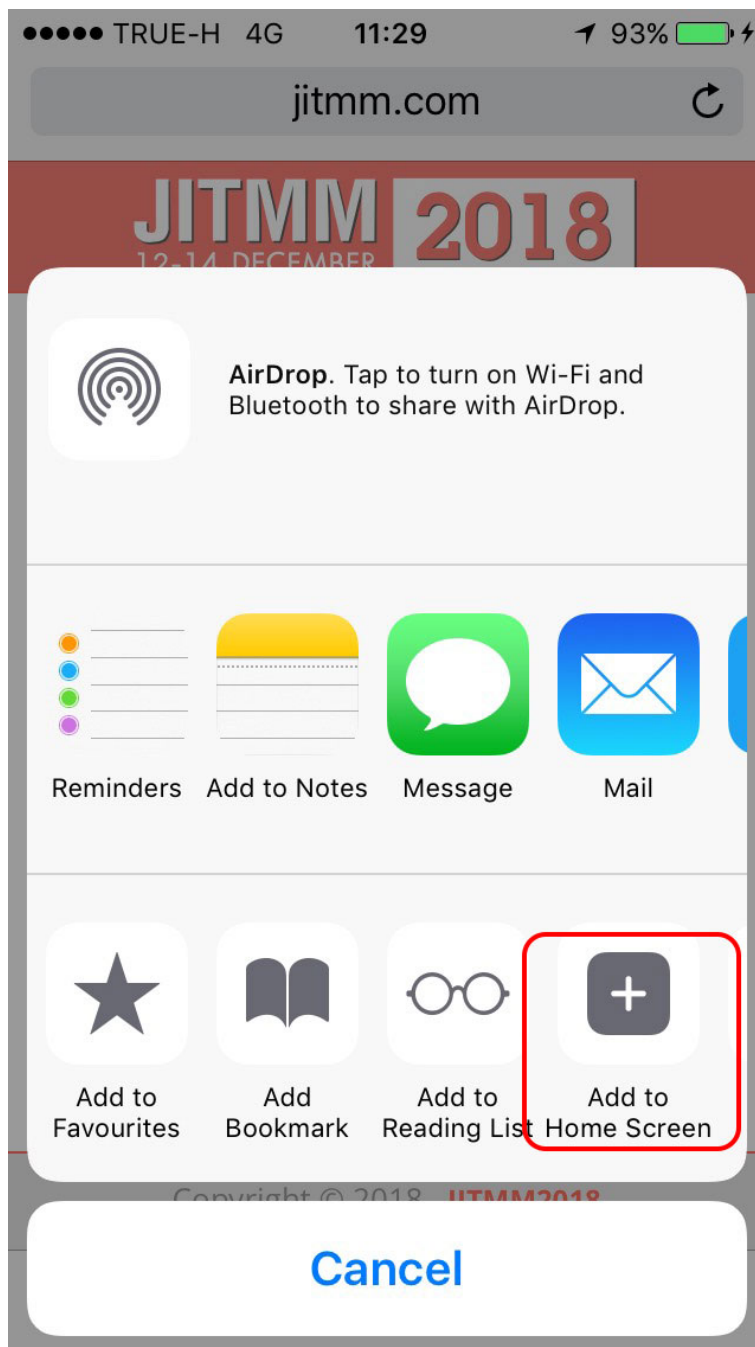 TRUE-H 4G 11:29 93%
jitmm.com
JITMM 2018
12-14 DECEMBER
AirDrop. Tap to turn on Wi-Fi and
Bluetooth to share with AirDrop.
Reminders Add to Notes Message Mail
Add to Favourites
Add Bookmark
Add to Reading List
Add to Home Screen
Copyright © 2018 JITMM2018
Cancel